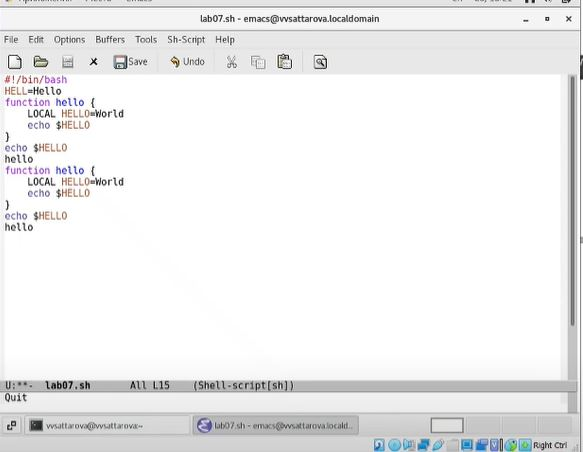 lab07.sh - emacs@vvsattarova.localdomain
File Edit Options Buffers Tools Sh-Script Help
Save Undo
#!/bin/bash
HELL=Hello
function hello {
    LOCAL HELLO=World
    echo $HELLO
}
echo $HELLO
hello
function hello {
    LOCAL HELLO=World
    echo $HELLO
}
echo $HELLO
hello
U:**- lab07.sh All L15 (Shell-script[sh])
Quit
vvsattarova@vvsattarova:~ lab07.sh - emacs@vvsattarova.locald...
Right Ctrl